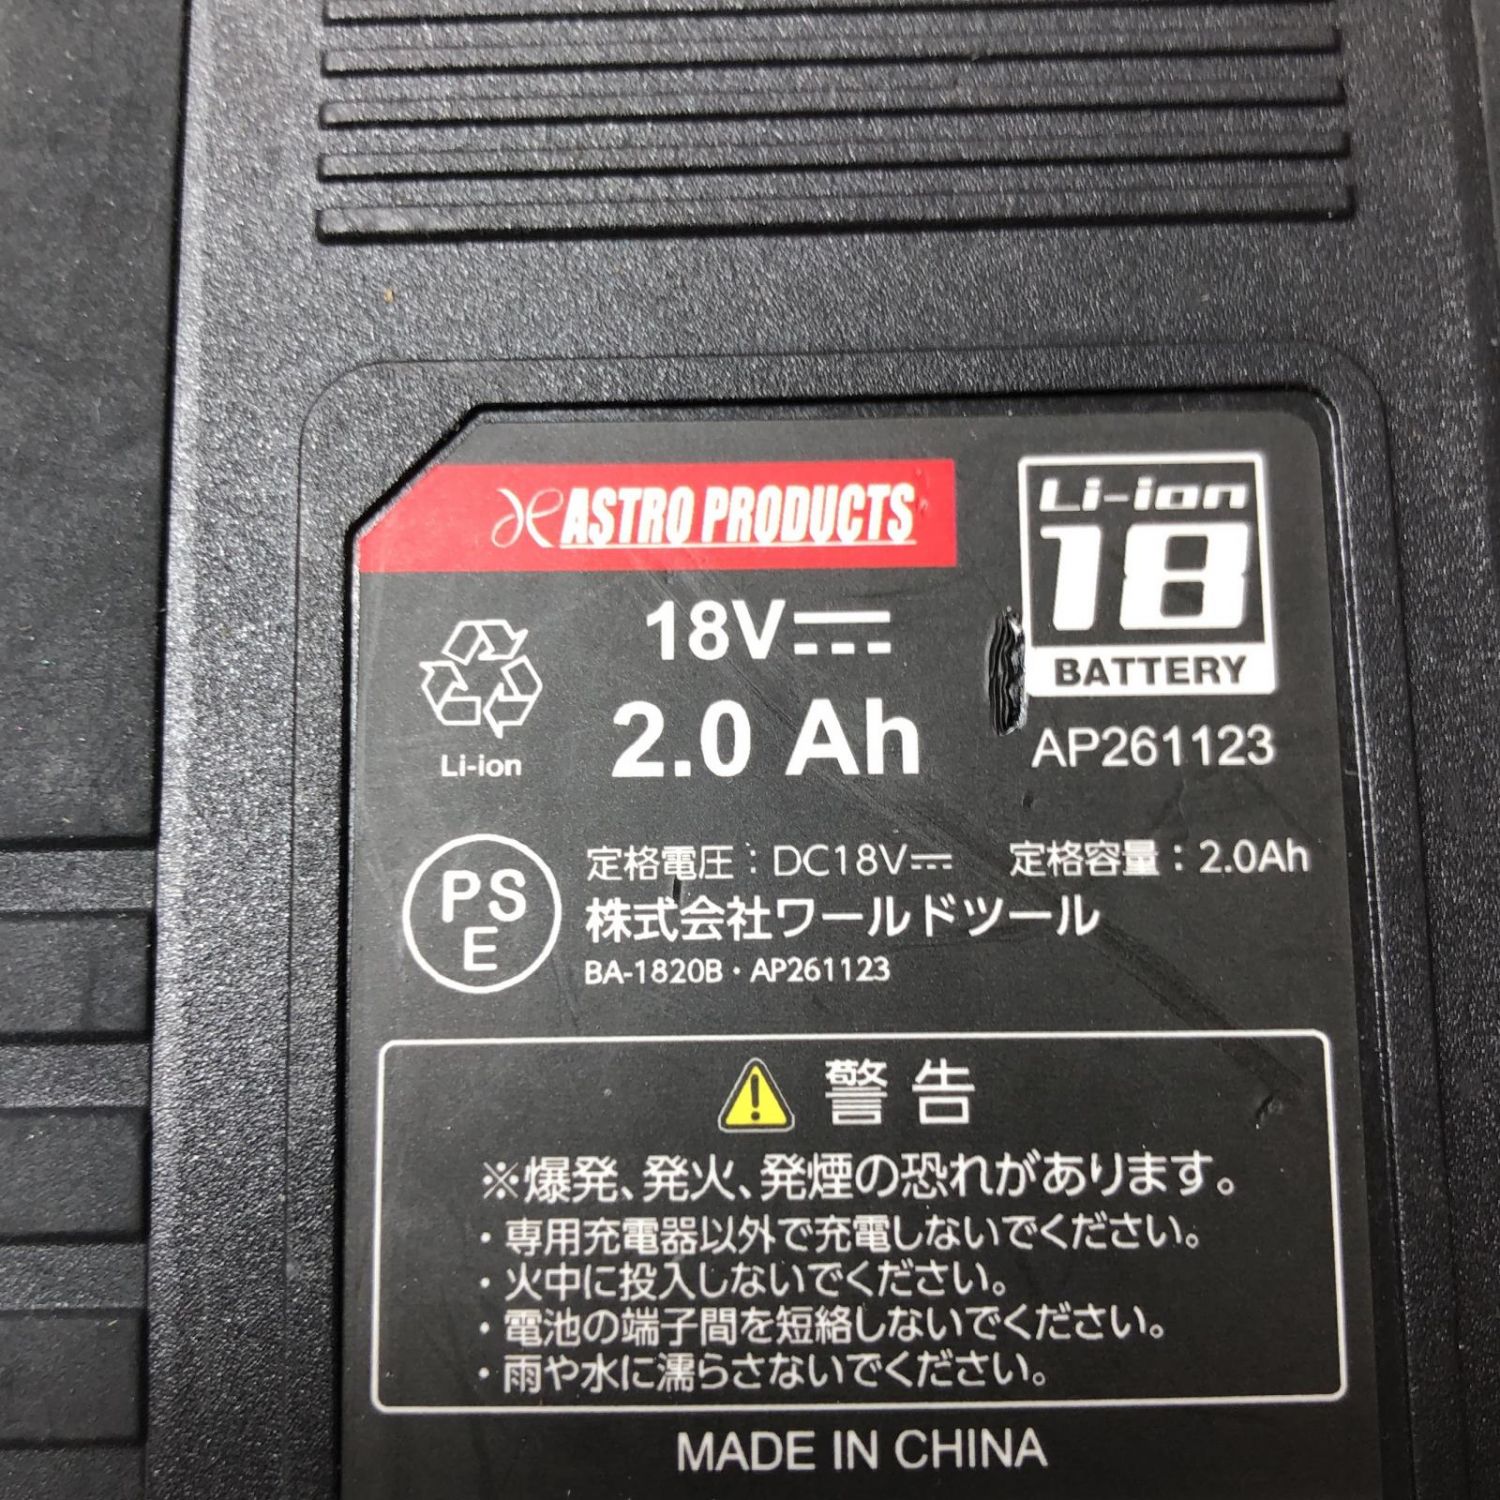 ASTRO PRODUCTS
Li-ion
18
BATTERY
18V
2.0 Ah
Li-ion
AP261123
PS
E
定格電圧：DC18V 定格容量：2.0Ah
株式会社ワールドツール
BA-1820B・AP261123
警告
※爆発、発火、発煙の恐れがあります。
・専用充電器以外で充電しないでください。
・火中に投入しないでください。
・電池の端子間を短絡しないでください。
・雨や水に濡らさないでください。
MADE IN CHINA